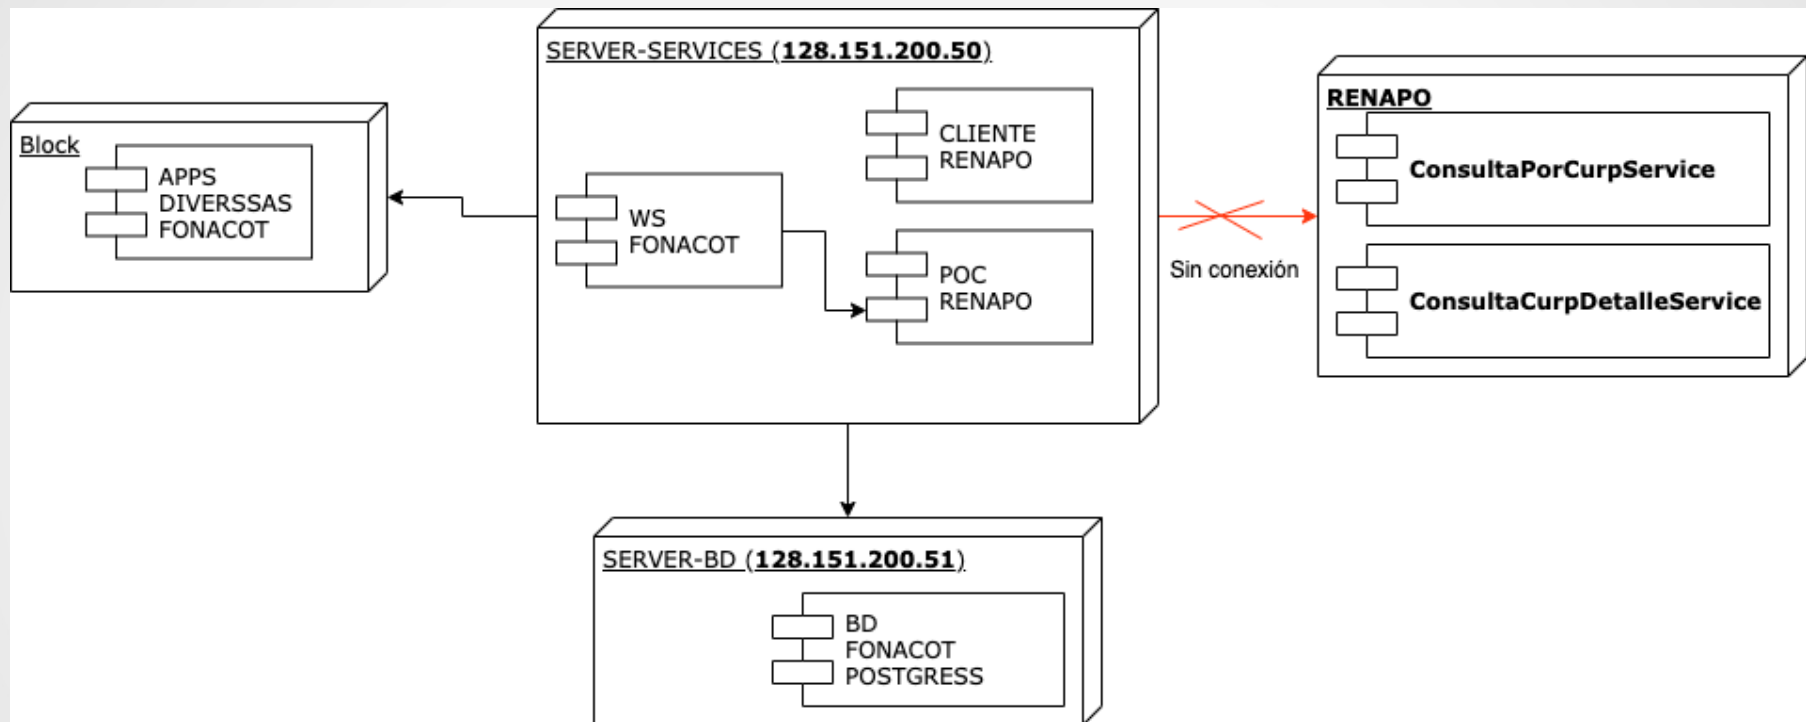 SERVER-SERVICES (128.151.200.50)
Block
APPS
DIVERSSAS
FONACOT
WS
FONACOT
CLIENTE
RENAPO
POC
RENAPO
Sin conexión
RENAPO
ConsultaPorCurpService
ConsultaCurpDetalleService
SERVER-BD (128.151.200.51)
BD
FONACOT
POSTGRESS